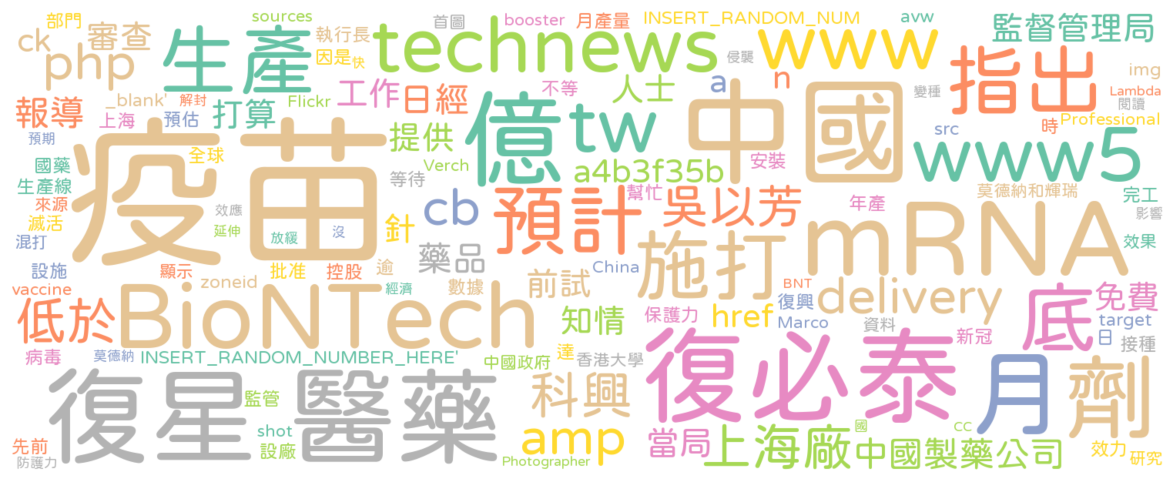 部門 sources 首圖 booster 月產量 INSERT_RANDOM_NUM avw 監督管理局
ck 審查 生產 執行長 technews 侵襲 www 指出
php 因是 快 人士 a n img
_blank' 解封 Flickr 工作 日經 不等 變種 Lambda 閱讀
報導 上海 預估 打算 提供 億 tw 中國 src 時 Professional
預期 疫苗 全球 Verch a4b3f35b 安裝 www5
國藥 生產線 等待 幫忙 莫德納和輝瑞 完工
來源 效應 cb 預計 吳以芳 年產 影響
滅活 延伸 放緩 沒 針 mRNA 效果
混打 藥品 施打
設施 顯示 批准 控股 逾 China BNT
vaccine zoneid 經濟 數據 前試 復興 delivery 底 免費
低於 BioNTech 知情 保護力 href Marco 資料 新冠 target 日 接種
病毒 莫德納 INSERT_RANDOM_NUMBER_HERE' 中國政府 達 香港大學
復星醫藥 監管 科興 復必泰 月 劑
先前 shot 設廠 amp 當局 上海廠 國 CC 中國製藥公司 效力
防護力 Photographer 研究